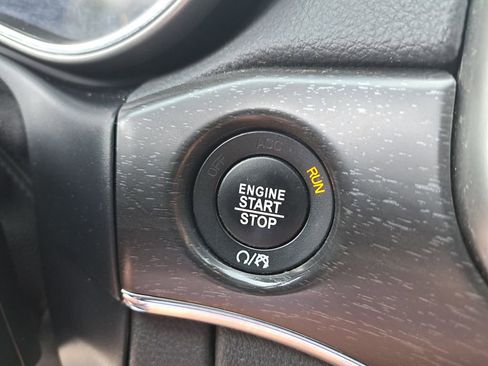 OFF ACC RUN
ENGINE
START
STOP